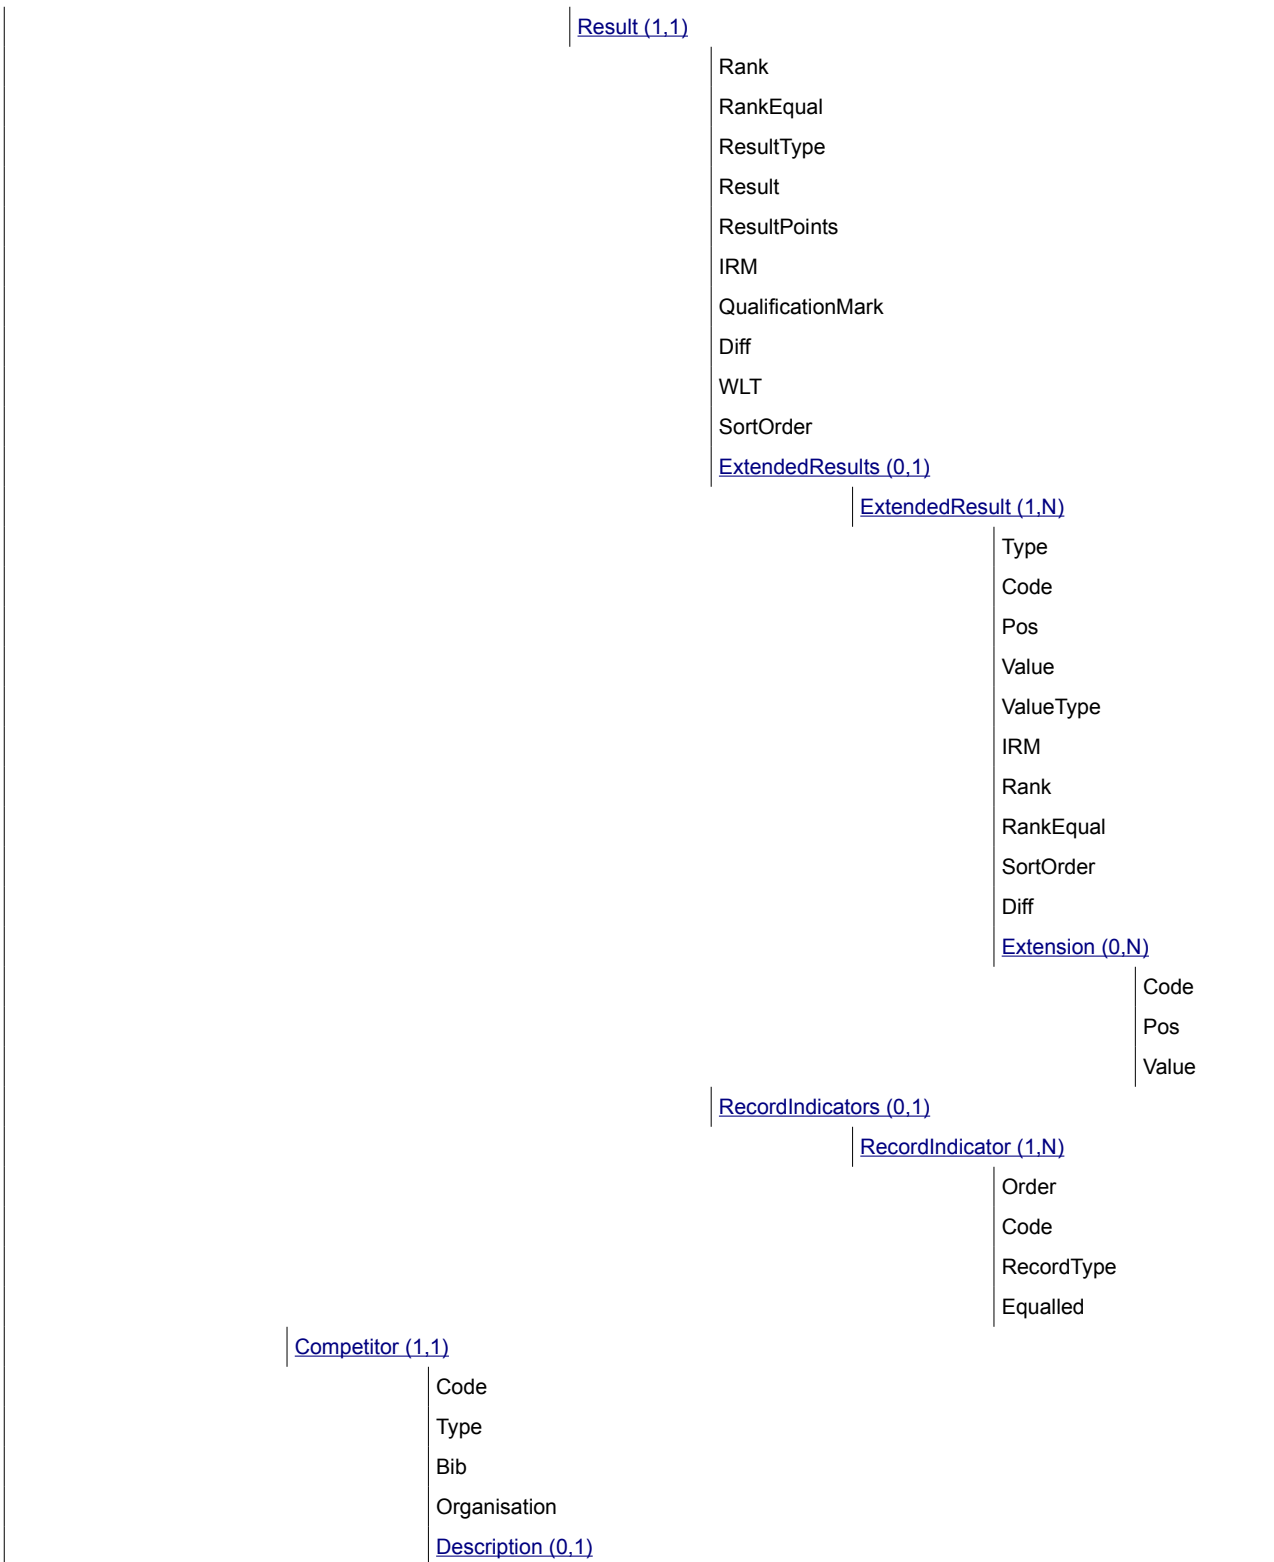 Result (1,1)
Rank
RankEqual
ResultType
Result
ResultPoints
IRM
QualificationMark
Diff
WLT
SortOrder
ExtendedResults (0,1)
ExtendedResult (1,N)
Type
Code
Pos
Value
ValueType
IRM
Rank
RankEqual
SortOrder
Diff
Extension (0,N)
Code
Pos
Value
RecordIndicators (0,1)
RecordIndicator (1,N)
Order
Code
RecordType
Equalled
Competitor (1,1)
Code
Type
Bib
Organisation
Description (0,1)